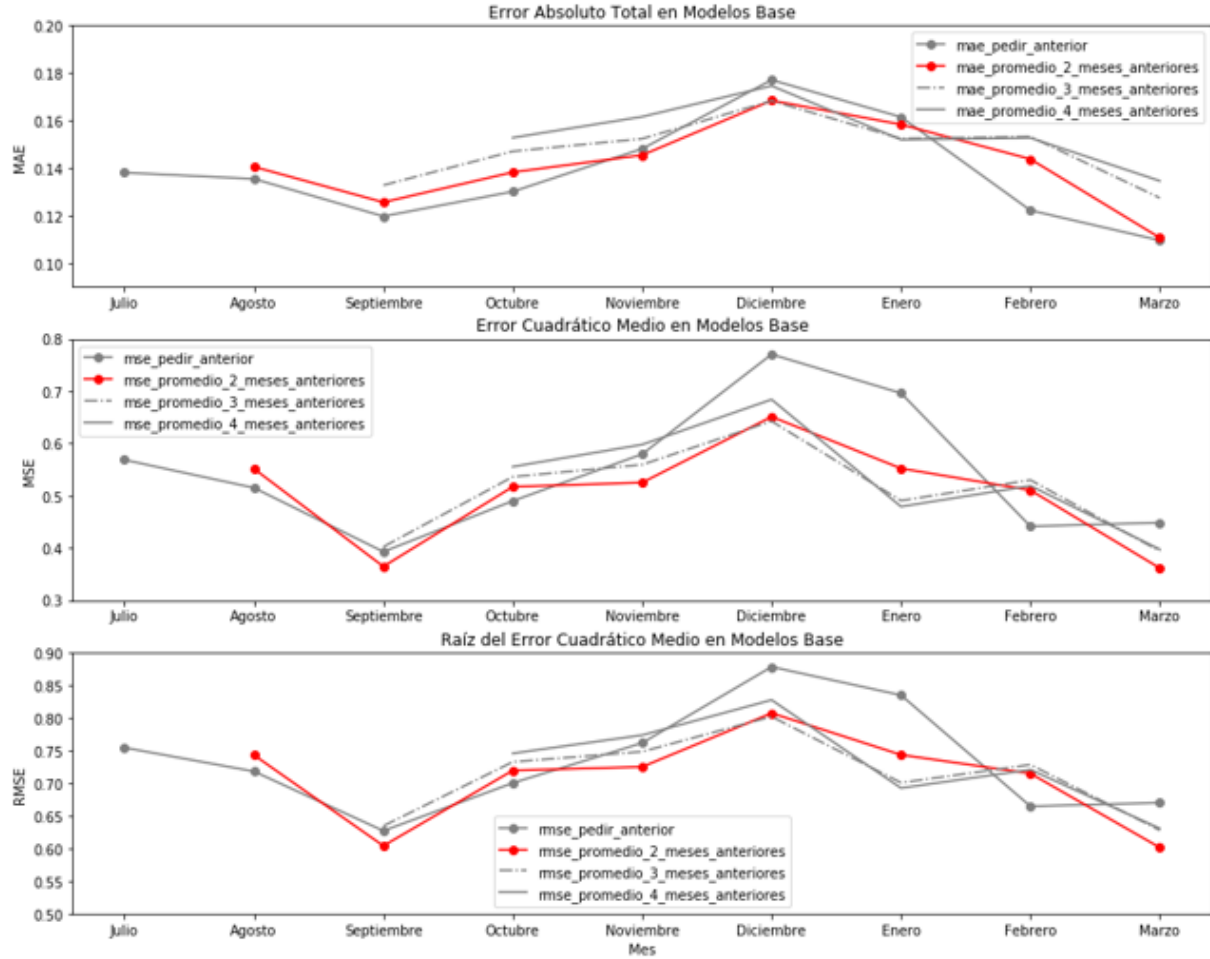 Error Absoluto Total en Modelos Base
0.20
0.18
0.16
0.14
0.12
0.10
MAE
mae_pedir_anterior
mae_promedio_2_meses_anteriores
mae_promedio_3_meses_anteriores
mae_promedio_4_meses_anteriores
Julio Agosto Septiembre Octubre Noviembre Diciembre Enero Febrero Marzo
Error Cuadrático Medio en Modelos Base
0.8
0.7
0.6
0.5
0.4
0.3
MSE
mse_pedir_anterior
mse_promedio_2_meses_anteriores
mse_promedio_3_meses_anteriores
mse_promedio_4_meses_anteriores
Julio Agosto Septiembre Octubre Noviembre Diciembre Enero Febrero Marzo
Raíz del Error Cuadrático Medio en Modelos Base
0.90
0.85
0.80
0.75
0.70
0.65
0.60
0.55
0.50
RMSE
rmse_pedir_anterior
rmse_promedio_2_meses_anteriores
rmse_promedio_3_meses_anteriores
rmse_promedio_4_meses_anteriores
Julio Agosto Septiembre Octubre Noviembre Diciembre Enero Febrero Marzo
Mes